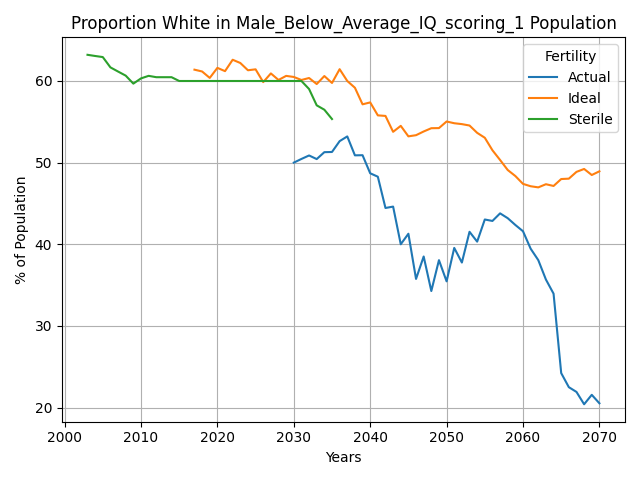 Proportion White in Male_Below_Average_IQ_scoring_1 Population
Fertility
Actual
Ideal
Sterile
% of Population
60
50
40
30
20
2000 2010 2020 2030 2040 2050 2060 2070
Years